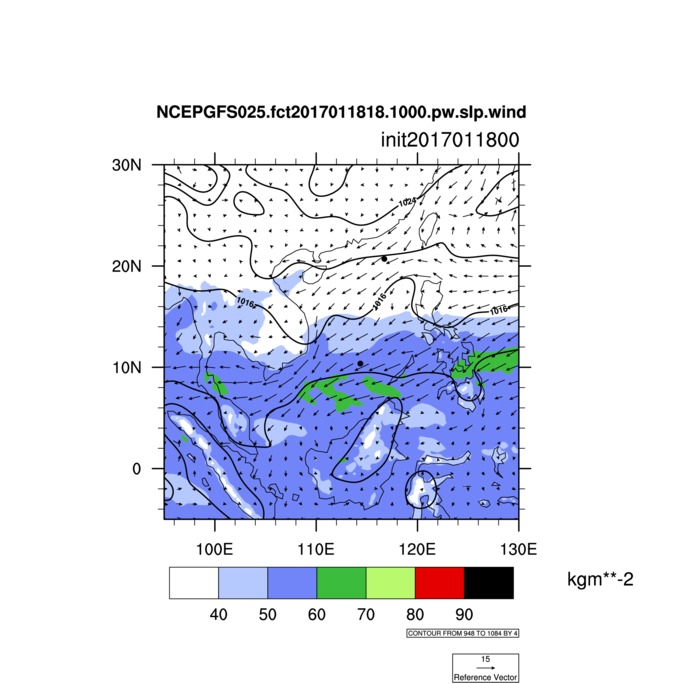 NCEPGFS025.fct2017011818.1000.pw.slp.wind
init2017011800
30N
1024
20N
1016
1016
1016
10N
0
100E
110E
120E
130E
kgm**-2
40
50
60
70
80
90
CONTOUR FROM 948 TO 1084 BY 4
15
Reference Vector